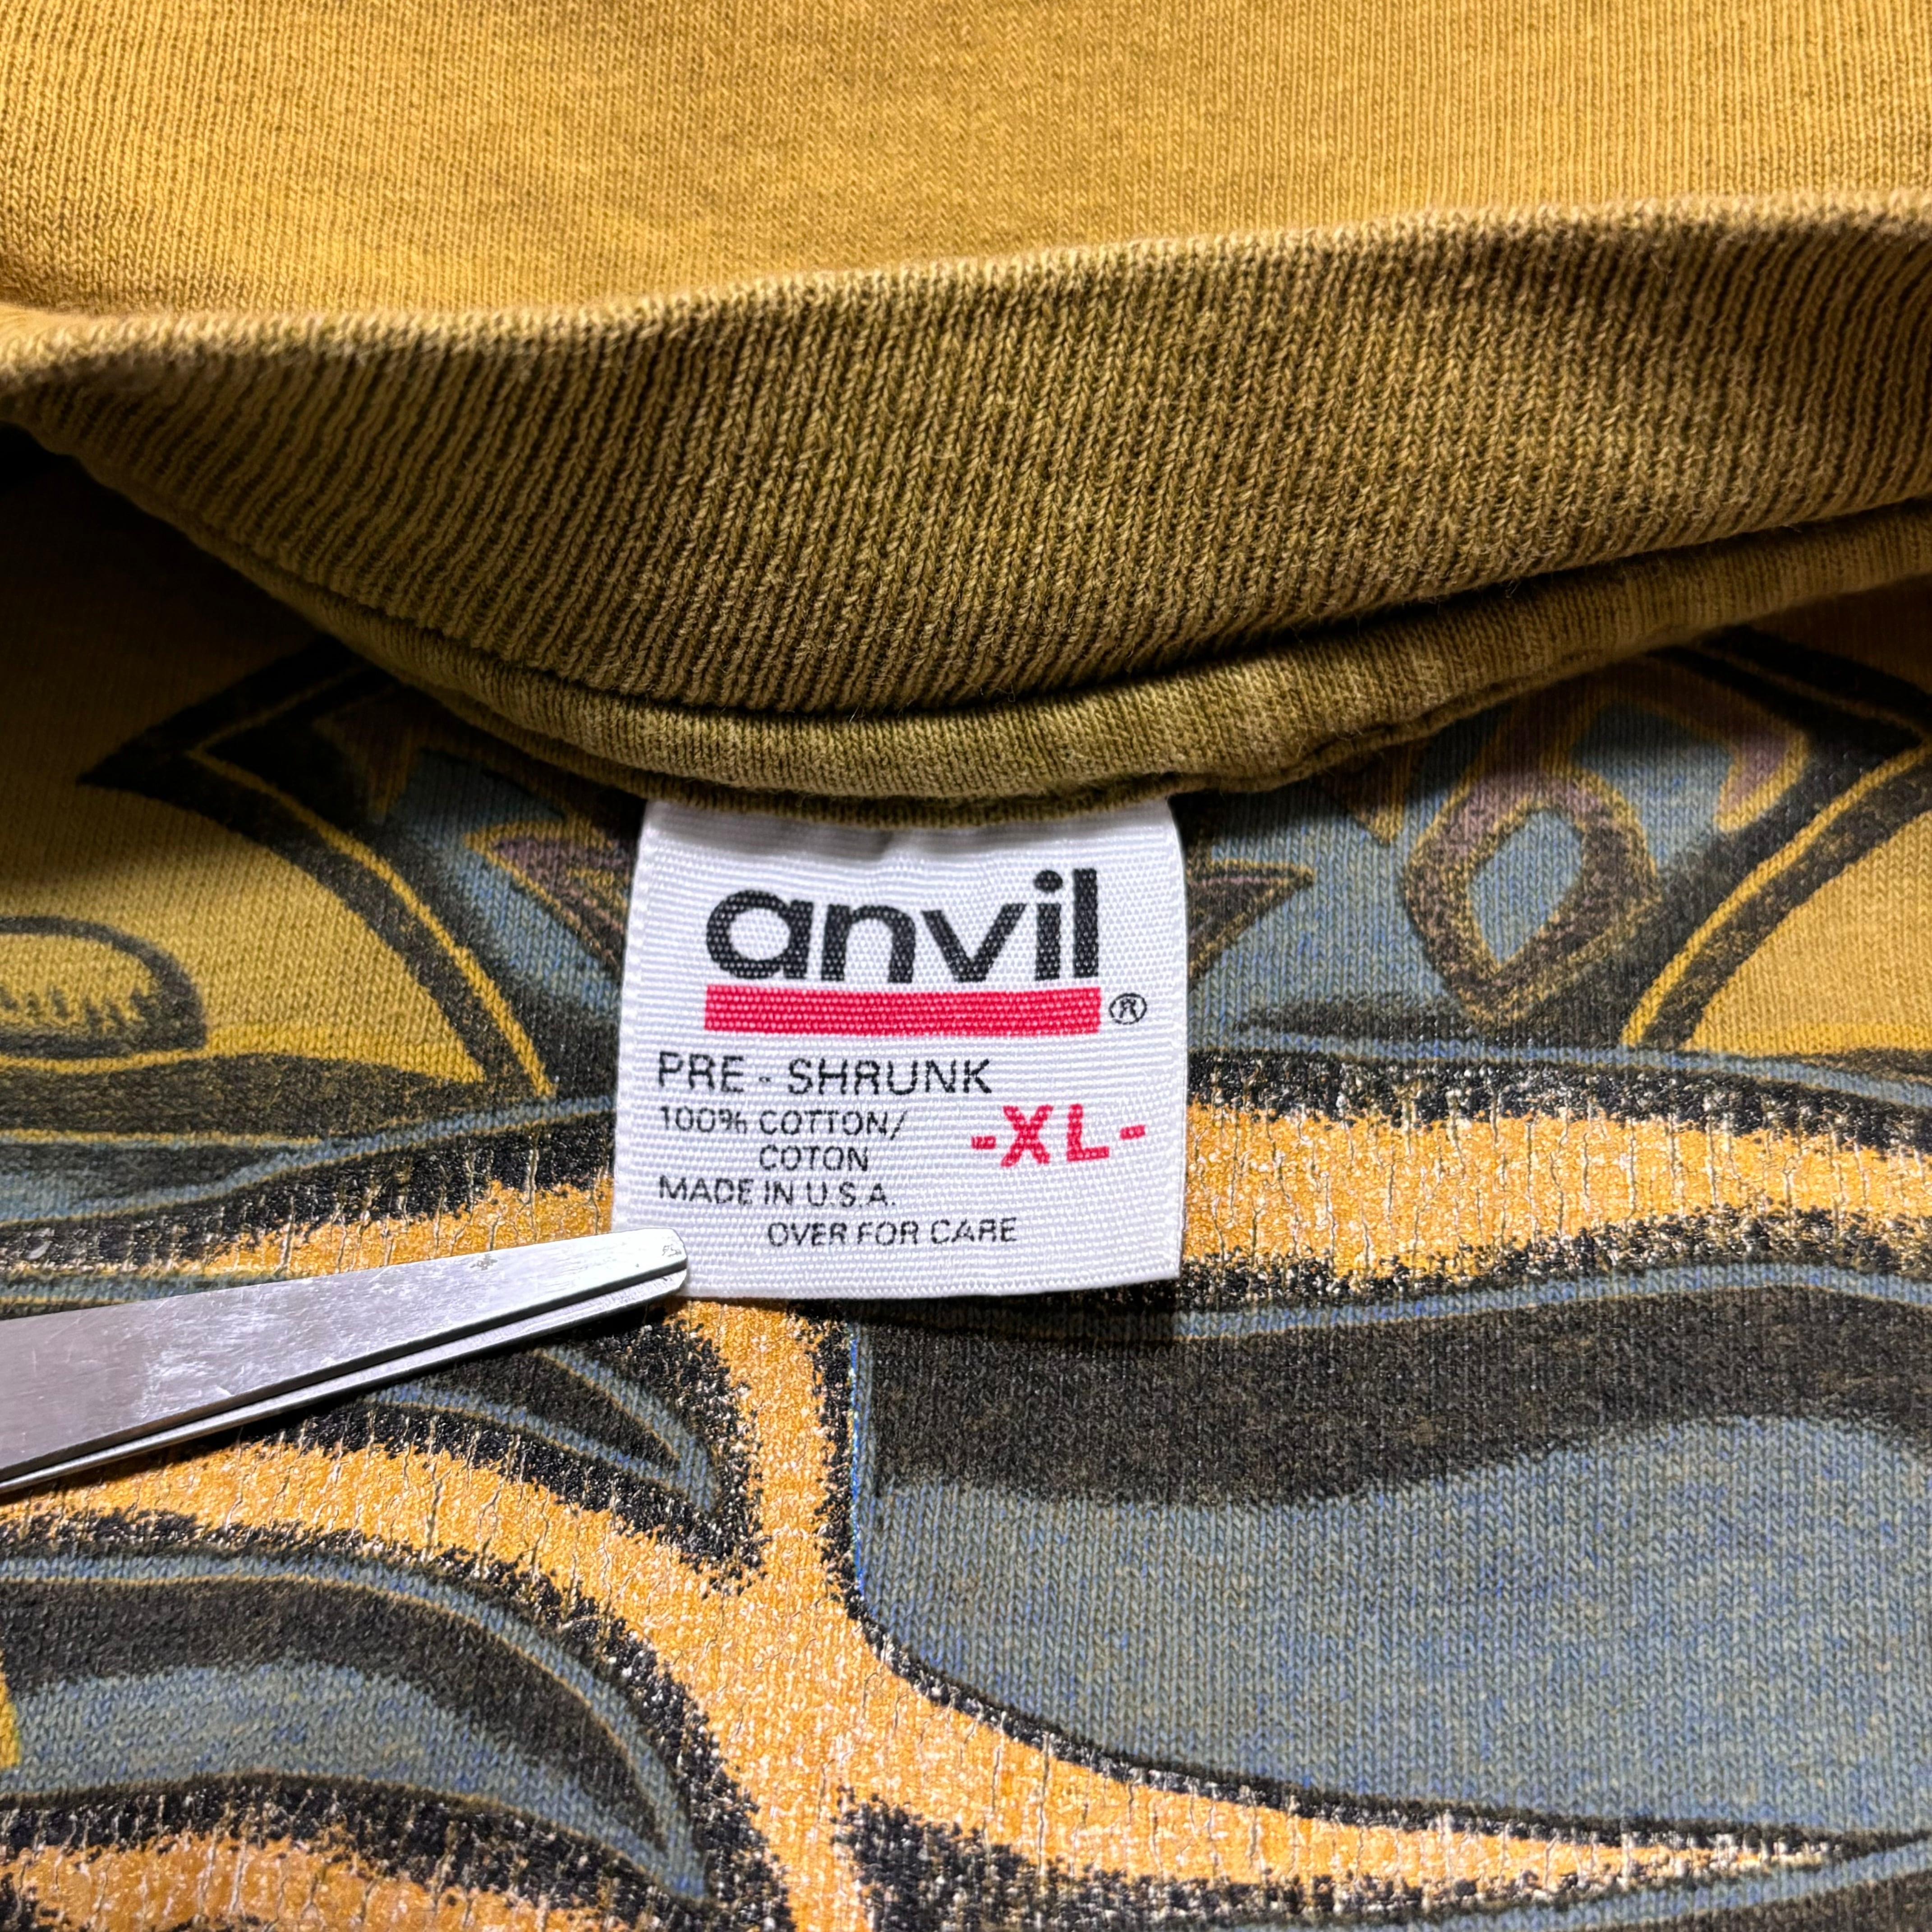 anvil
®
PRE - SHRUNK
100% COTTON/
COTON
-XL-
MADE IN U.S.A.
OVER FOR CARE